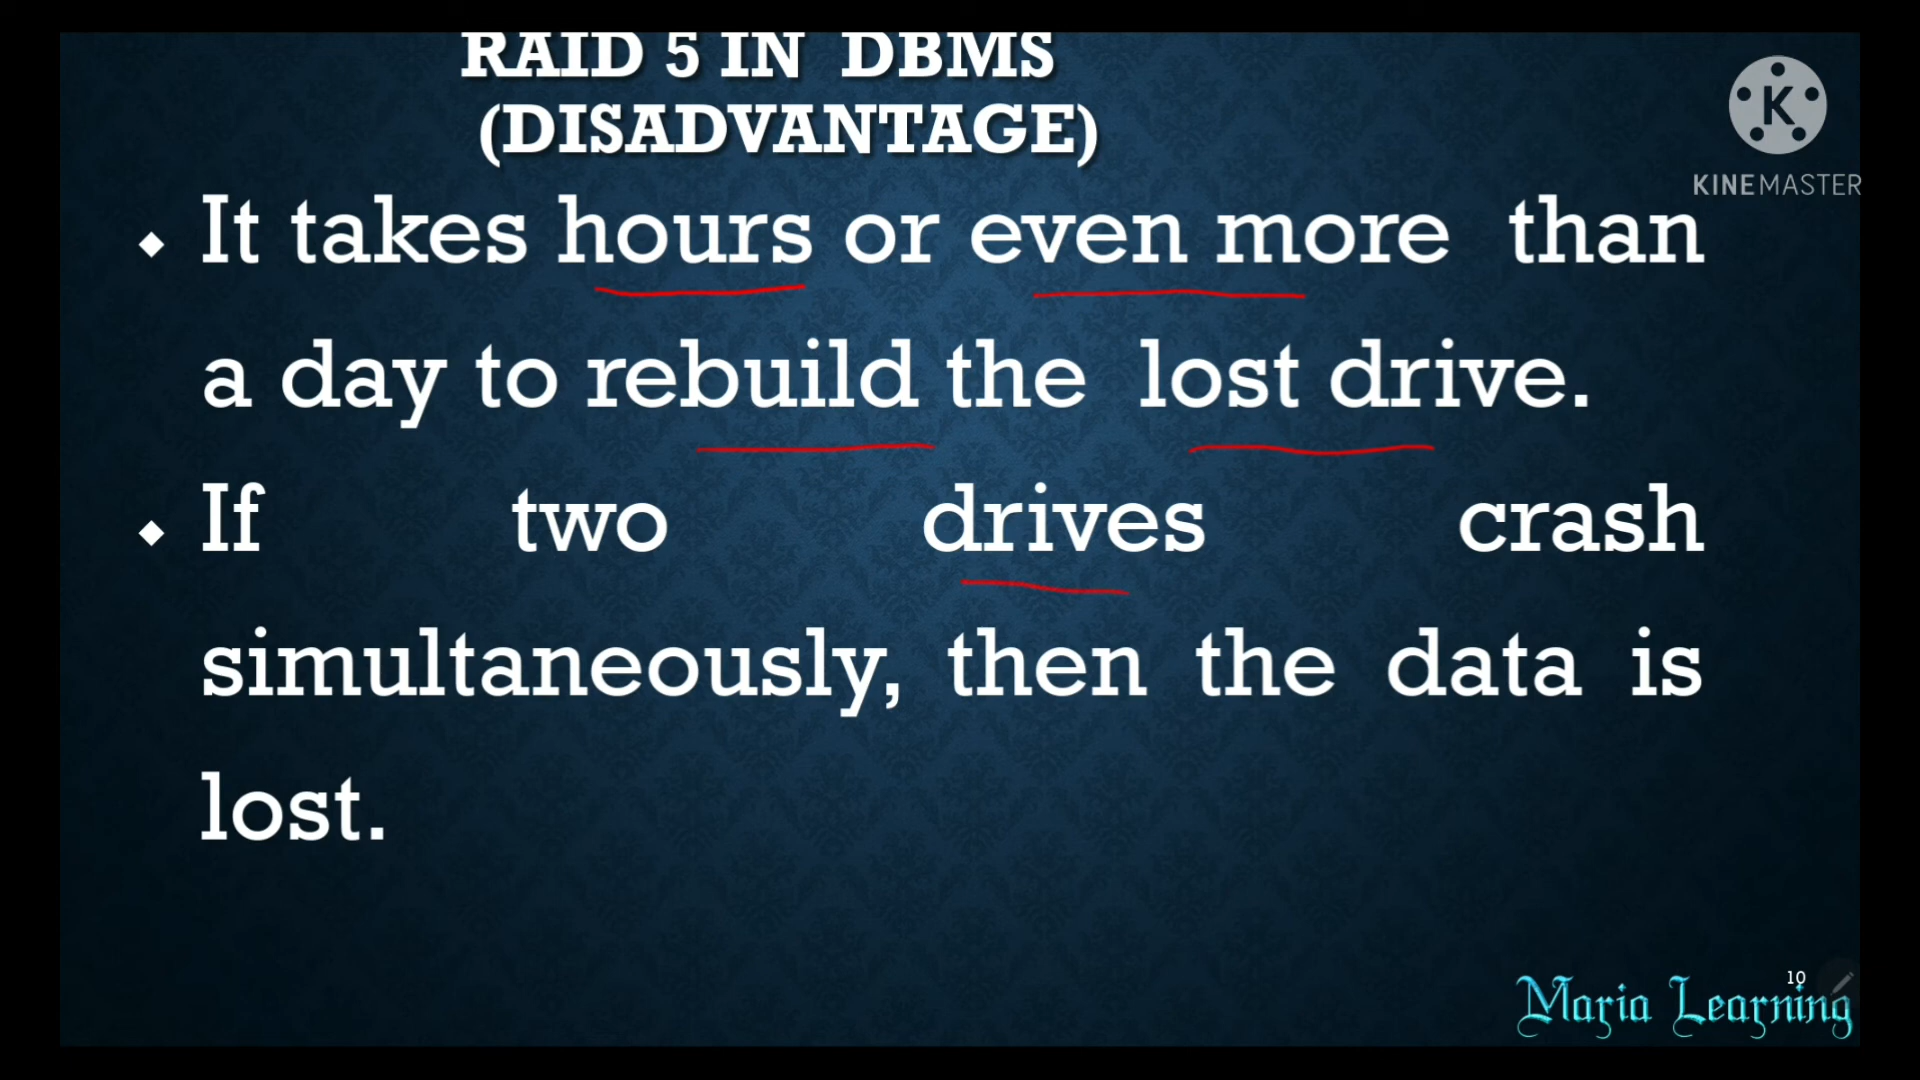 RAID 5 IN DBMS
(DISADVANTAGE)
K
KINEMASTER
It takes hours or even more than
a day to rebuild the lost drive.
If two drives crash
simultaneously, then the data is
lost.
10
Maria Learning